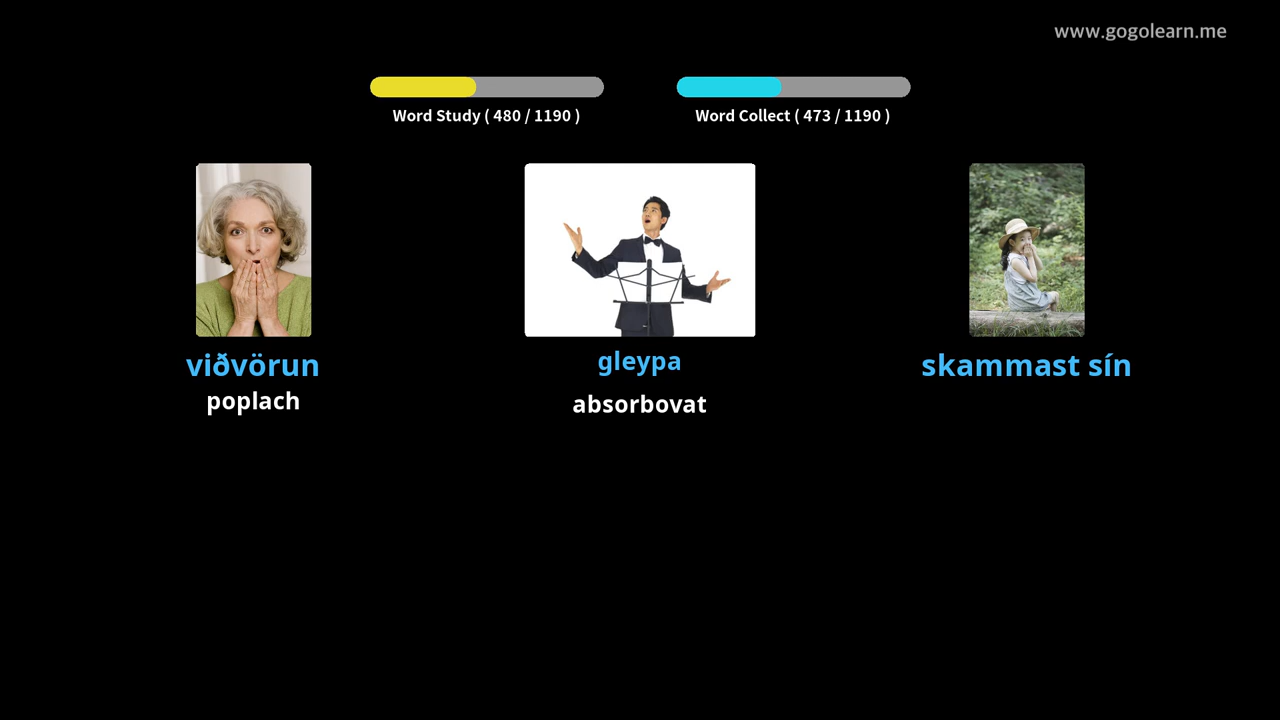 www.gogolearn.me
Word Study ( 480 / 1190 )
Word Collect ( 473 / 1190 )
viðvörun
poplach
gleypa
absorbovat
skammast sín